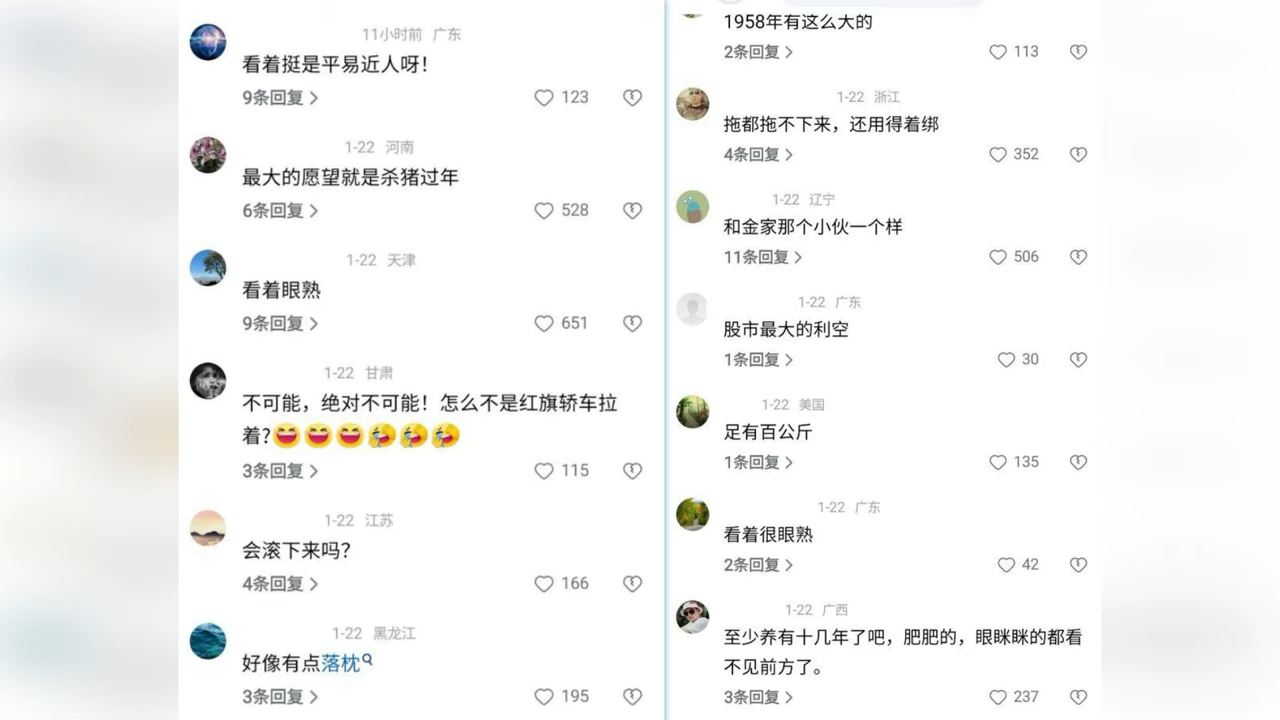 11小时前 广东
看着挺是平易近人呀！
9条回复
123
1-22 河南
最大的愿望就是杀猪过年
6条回复
528
1-22 天津
看着眼熟
9条回复
651
1-22 甘肃
不可能，绝对不可能！怎么不是红旗轿车拉
着?😆😆😆🤣🤣🤣
3条回复
115
1-22 江苏
会滚下来吗？
4条回复
166
1-22 黑龙江
好像有点落枕
3条回复
195
1958年有这么大的
2条回复
113
1-22 浙江
拖都拖不下来，还用得着绑
4条回复
352
1-22 辽宁
和金家那个小伙一个样
11条回复
506
1-22 广东
股市最大的利空
1条回复
30
1-22 美国
足有百公斤
1条回复
135
1-22 广东
看着很眼熟
2条回复
42
1-22 广西
至少养有十几年了吧，肥肥的，眼眯眯的都看
不见前方了。
3条回复
237